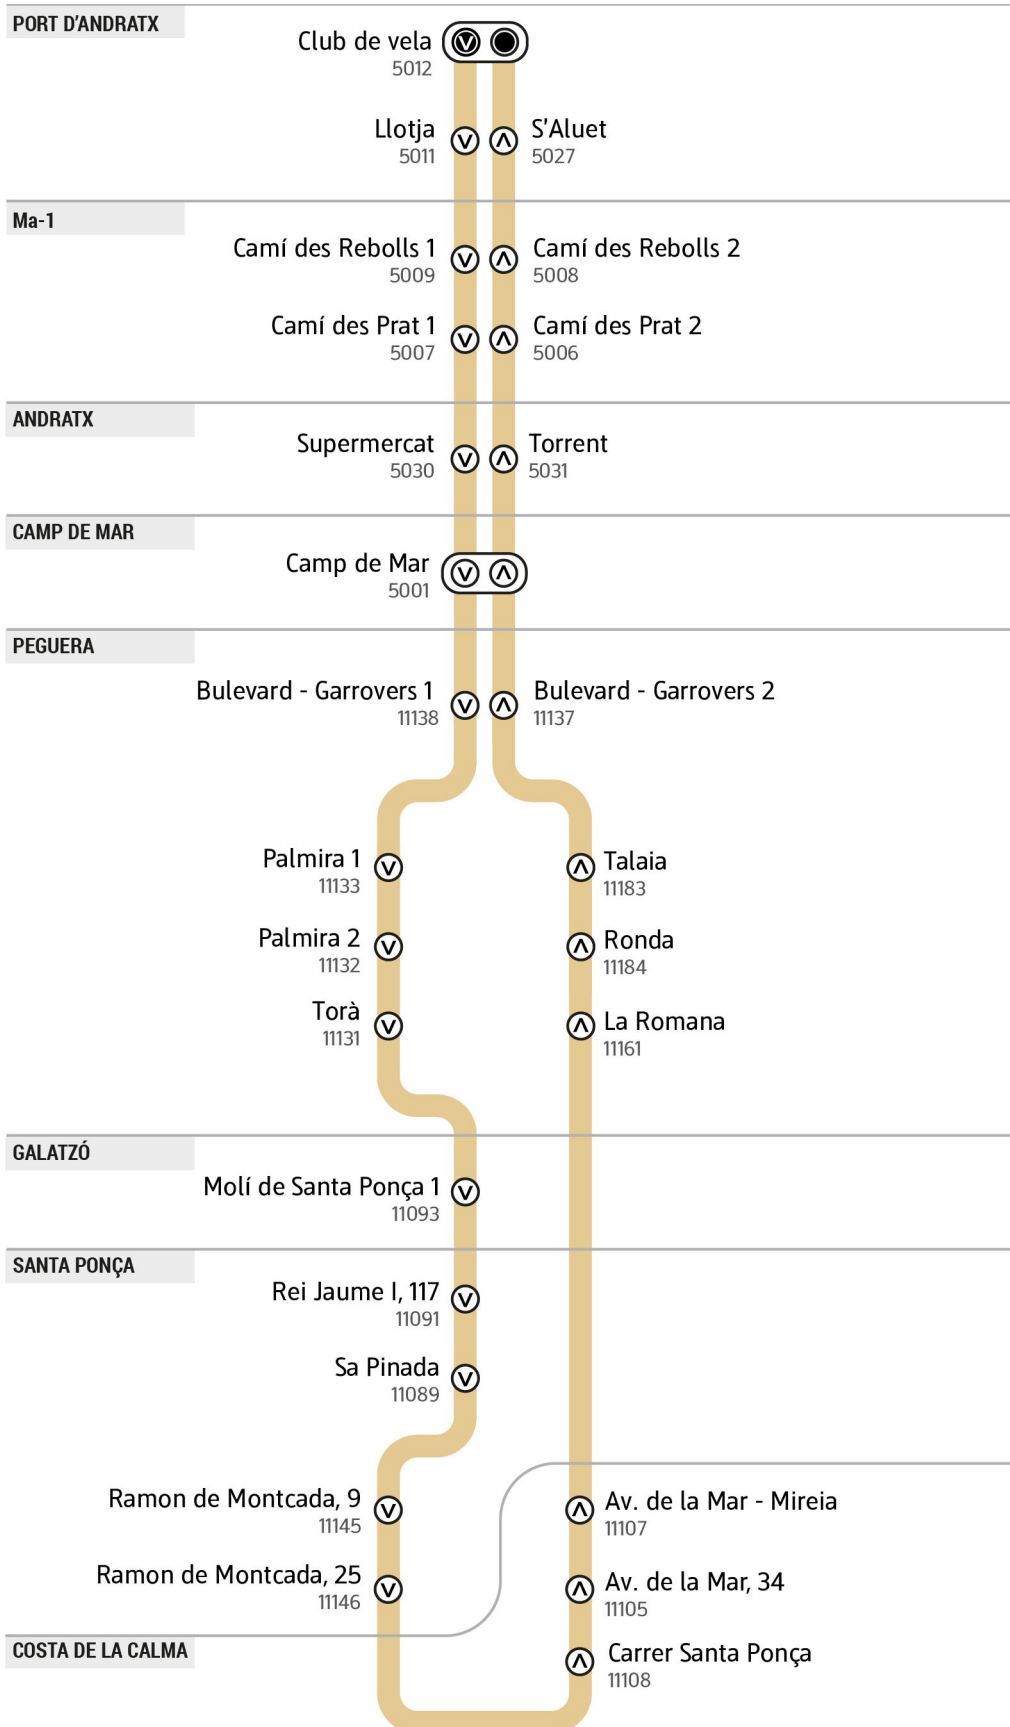 PORT D'ANDRATX
Club de vela
5012
Llotja
5011
S'Aluet
5027
Ma-1
Camí des Rebolls 1
5009
Camí des Rebolls 2
5008
Camí des Prat 1
5007
Camí des Prat 2
5006
ANDRATX
Supermercat
5030
Torrent
5031
CAMP DE MAR
Camp de Mar
5001
PEGUERA
Bulevard - Garrovers 1
11138
Bulevard - Garrovers 2
11137
Palmira 1
11133
Talaia
11183
Palmira 2
11132
Ronda
11184
Torà
11131
La Romana
11161
GALATZÓ
Molí de Santa Ponça 1
11093
SANTA PONÇA
Rei Jaume I, 117
11091
Sa Pinada
11089
Ramon de Montcada, 9
11145
Av. de la Mar - Mireia
11107
Ramon de Montcada, 25
11146
Av. de la Mar, 34
11105
COSTA DE LA CALMA
Carrer Santa Ponça
11108